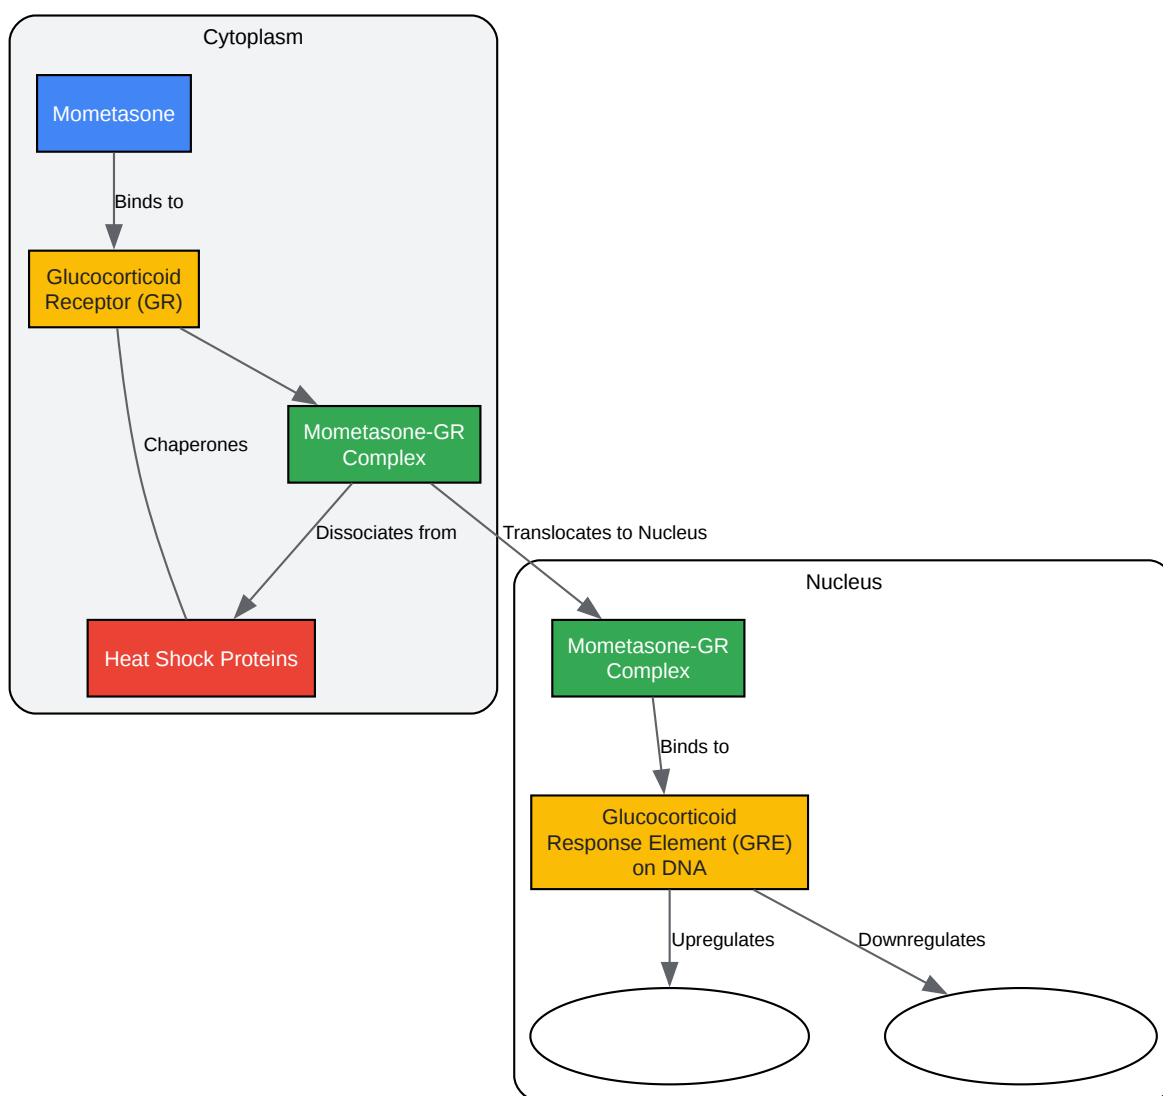 Cytoplasm
Mometasone
Binds to
Glucocorticoid
Receptor (GR)
Chaperones
Mometasone-GR
Complex
Dissociates from
Translocates to Nucleus
Heat Shock Proteins
Nucleus
Mometasone-GR
Complex
Binds to
Glucocorticoid
Response Element (GRE)
on DNA
Upregulates
Downregulates